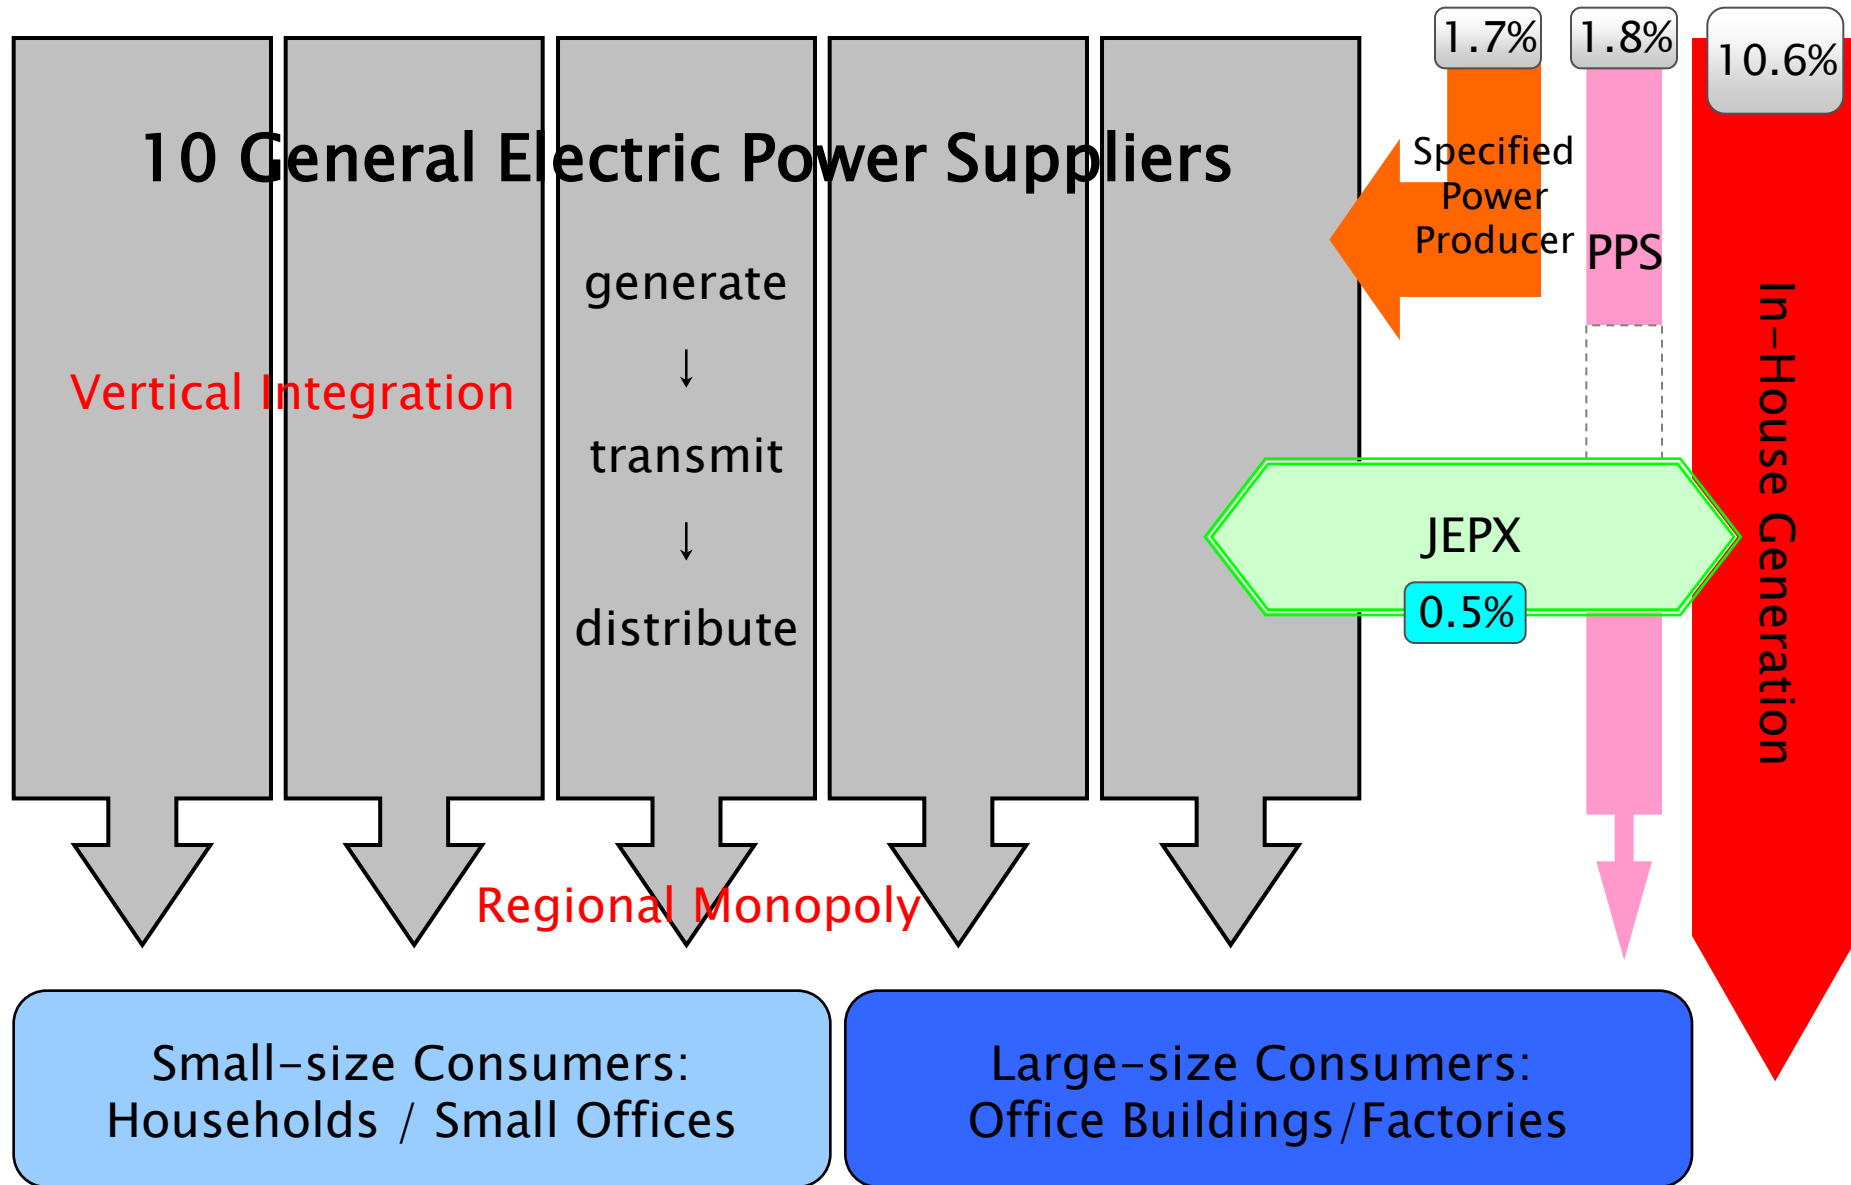 1.7%
1.8%
10.6%
10 General Electric Power Suppliers
Specified
Power
Producer
PPS
generate
↓
transmit
↓
distribute
Vertical Integration
In-House Generation
JEPX
0.5%
Regional Monopoly
Small-size Consumers:
Households / Small Offices
Large-size Consumers:
Office Buildings/Factories